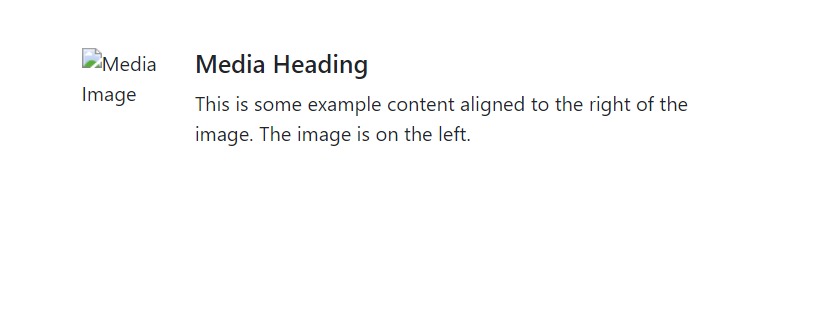 Media
Image
Media Heading
This is some example content aligned to the right of the
image. The image is on the left.